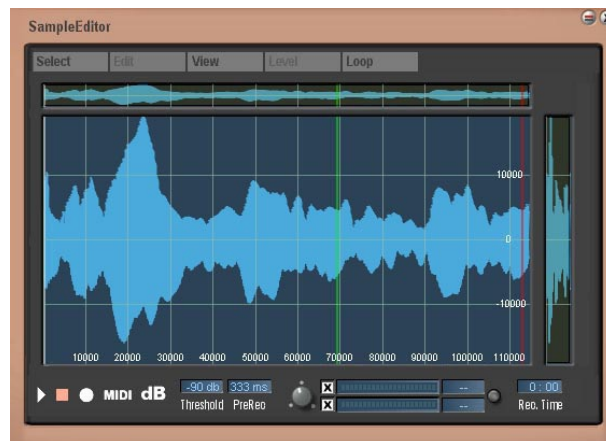 SampleEditor
Select Edit View Level Loop
10000
0
-10000
10000 20000 30000 40000 50000 60000 70000 80000 90000 100000 110000
MIDI dB -90 db 333 ms X -- 0 : 00
Threshold PreRec X -- Rec. Time